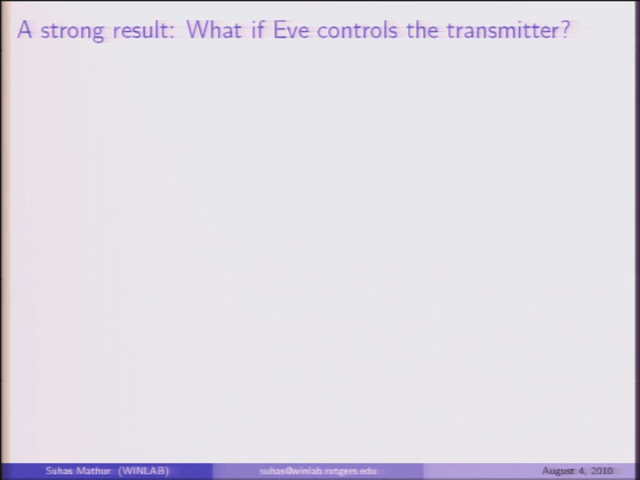 A strong result: What if Eve controls the transmitter?
Suhas Mathur (WINLAB) suhas@winlab.rutgers.edu August 4, 2010